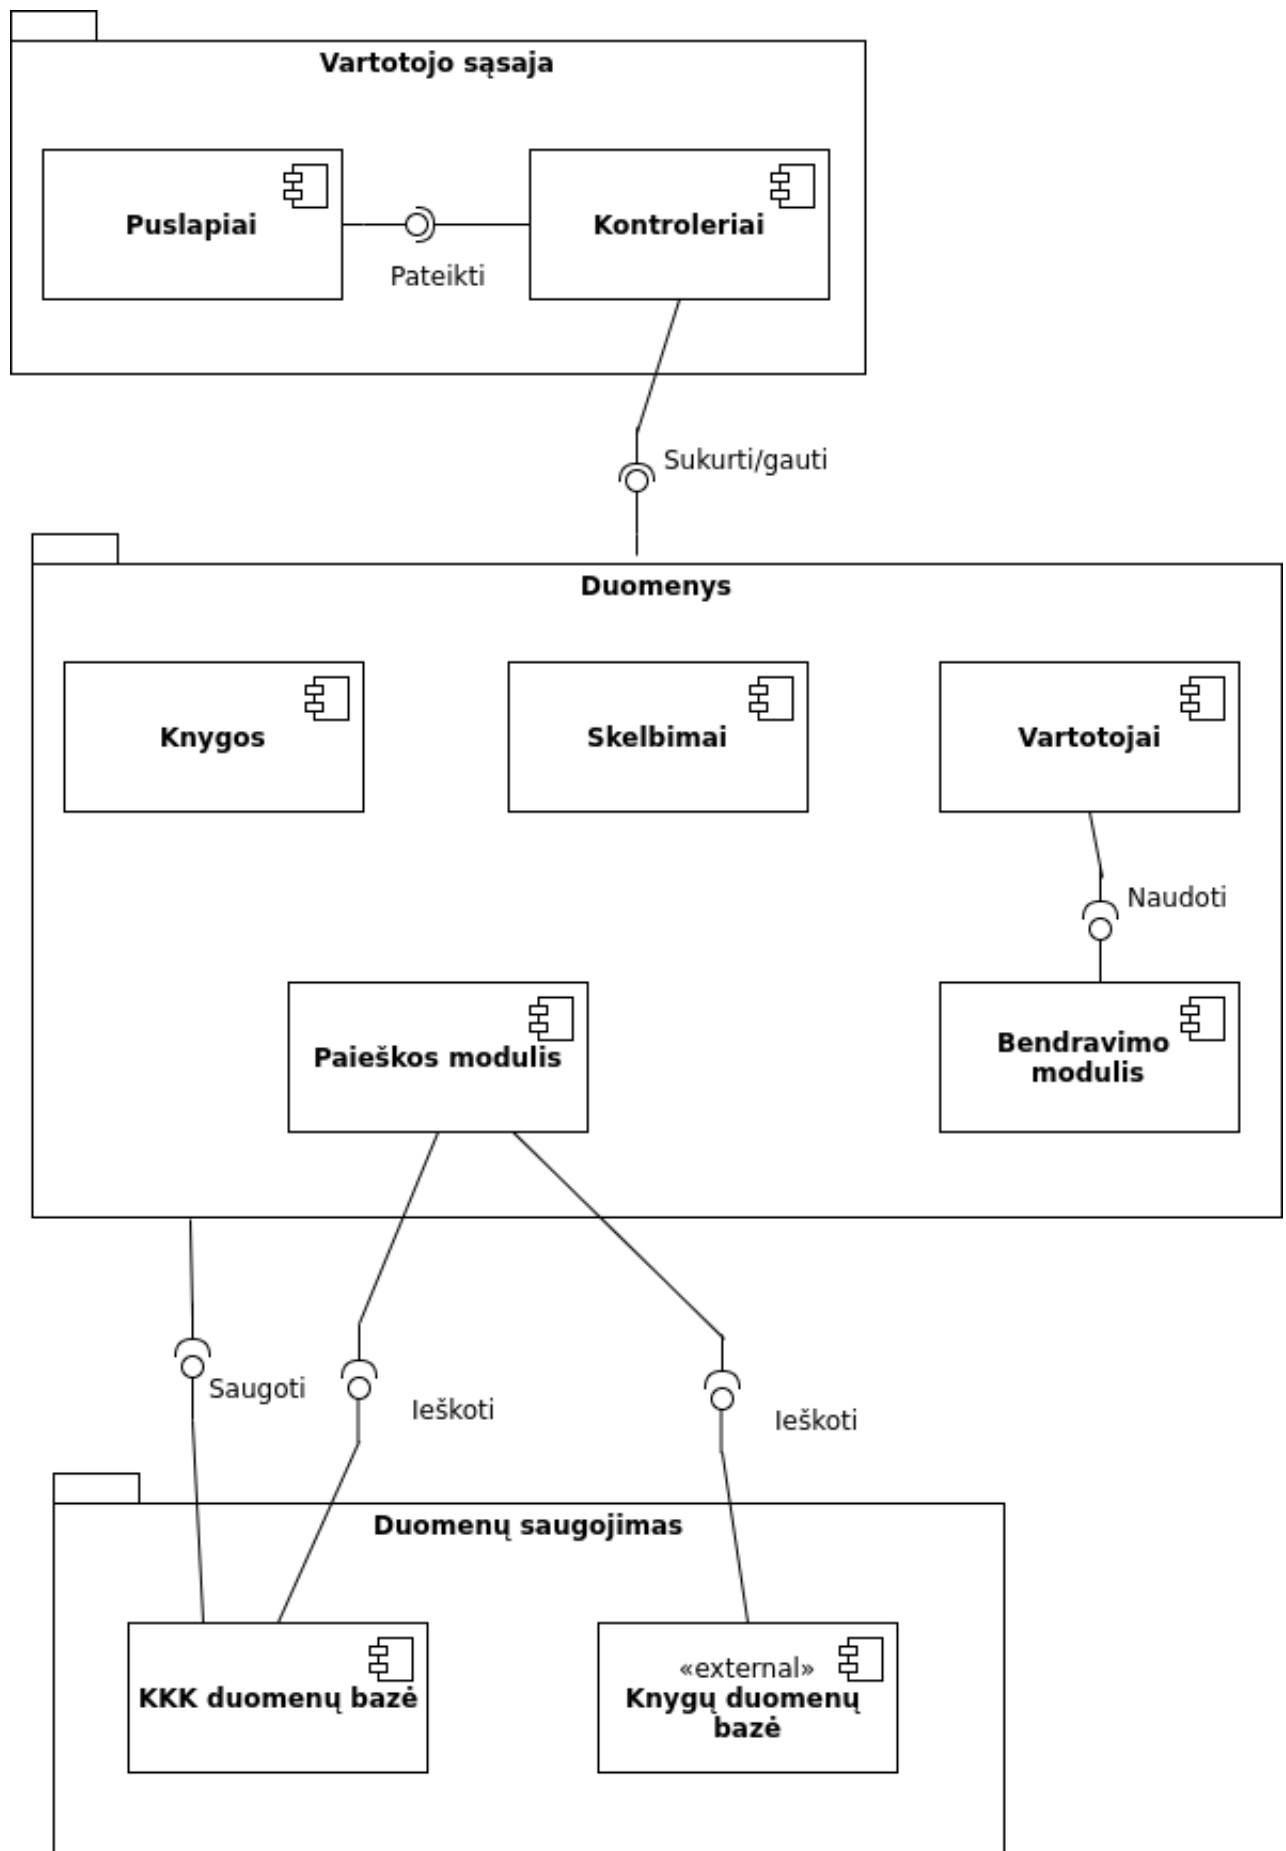 Vartotojo sąsaja
Puslapiai
Kontroleriai
Pateikti
Sukurti/gauti
Duomenys
Knygos
Skelbimai
Vartotojai
Naudoti
Paieškos modulis
Bendravimo
modulis
Saugoti
Ieškoti
Ieškoti
Duomenų saugojimas
KKK duomenų bazė
«external»
Knygų duomenų
bazė